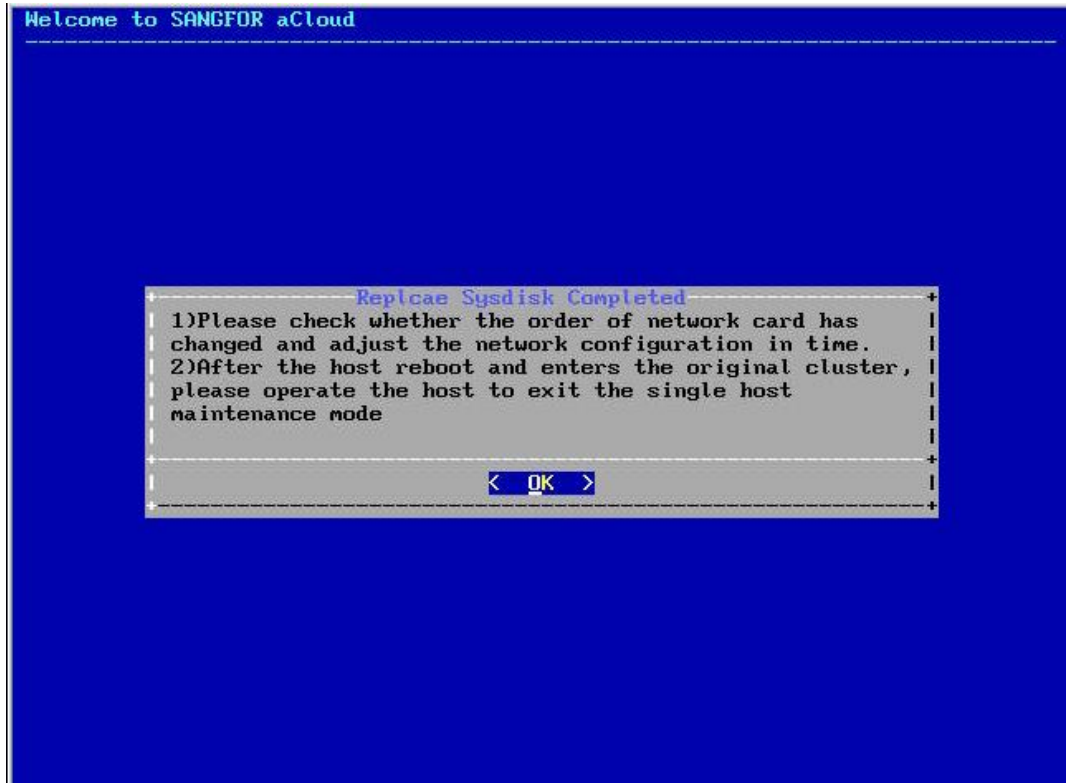 Welcome to SANGFOR aCloud
Replcae Sysdisk Completed
1)Please check whether the order of network card has
changed and adjust the network configuration in time.
2)After the host reboot and enters the original cluster,
please operate the host to exit the single host
maintenance mode
< OK >